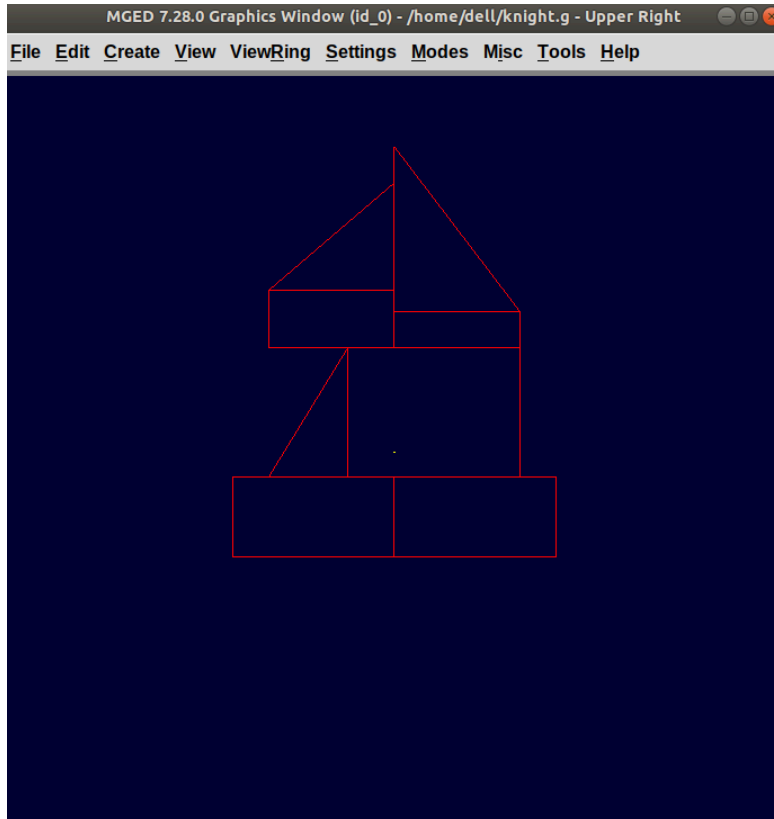 MGED 7.28.0 Graphics Window (id_0) - /home/dell/knight.g - Upper Right
File Edit Create View ViewRing Settings Modes Misc Tools Help